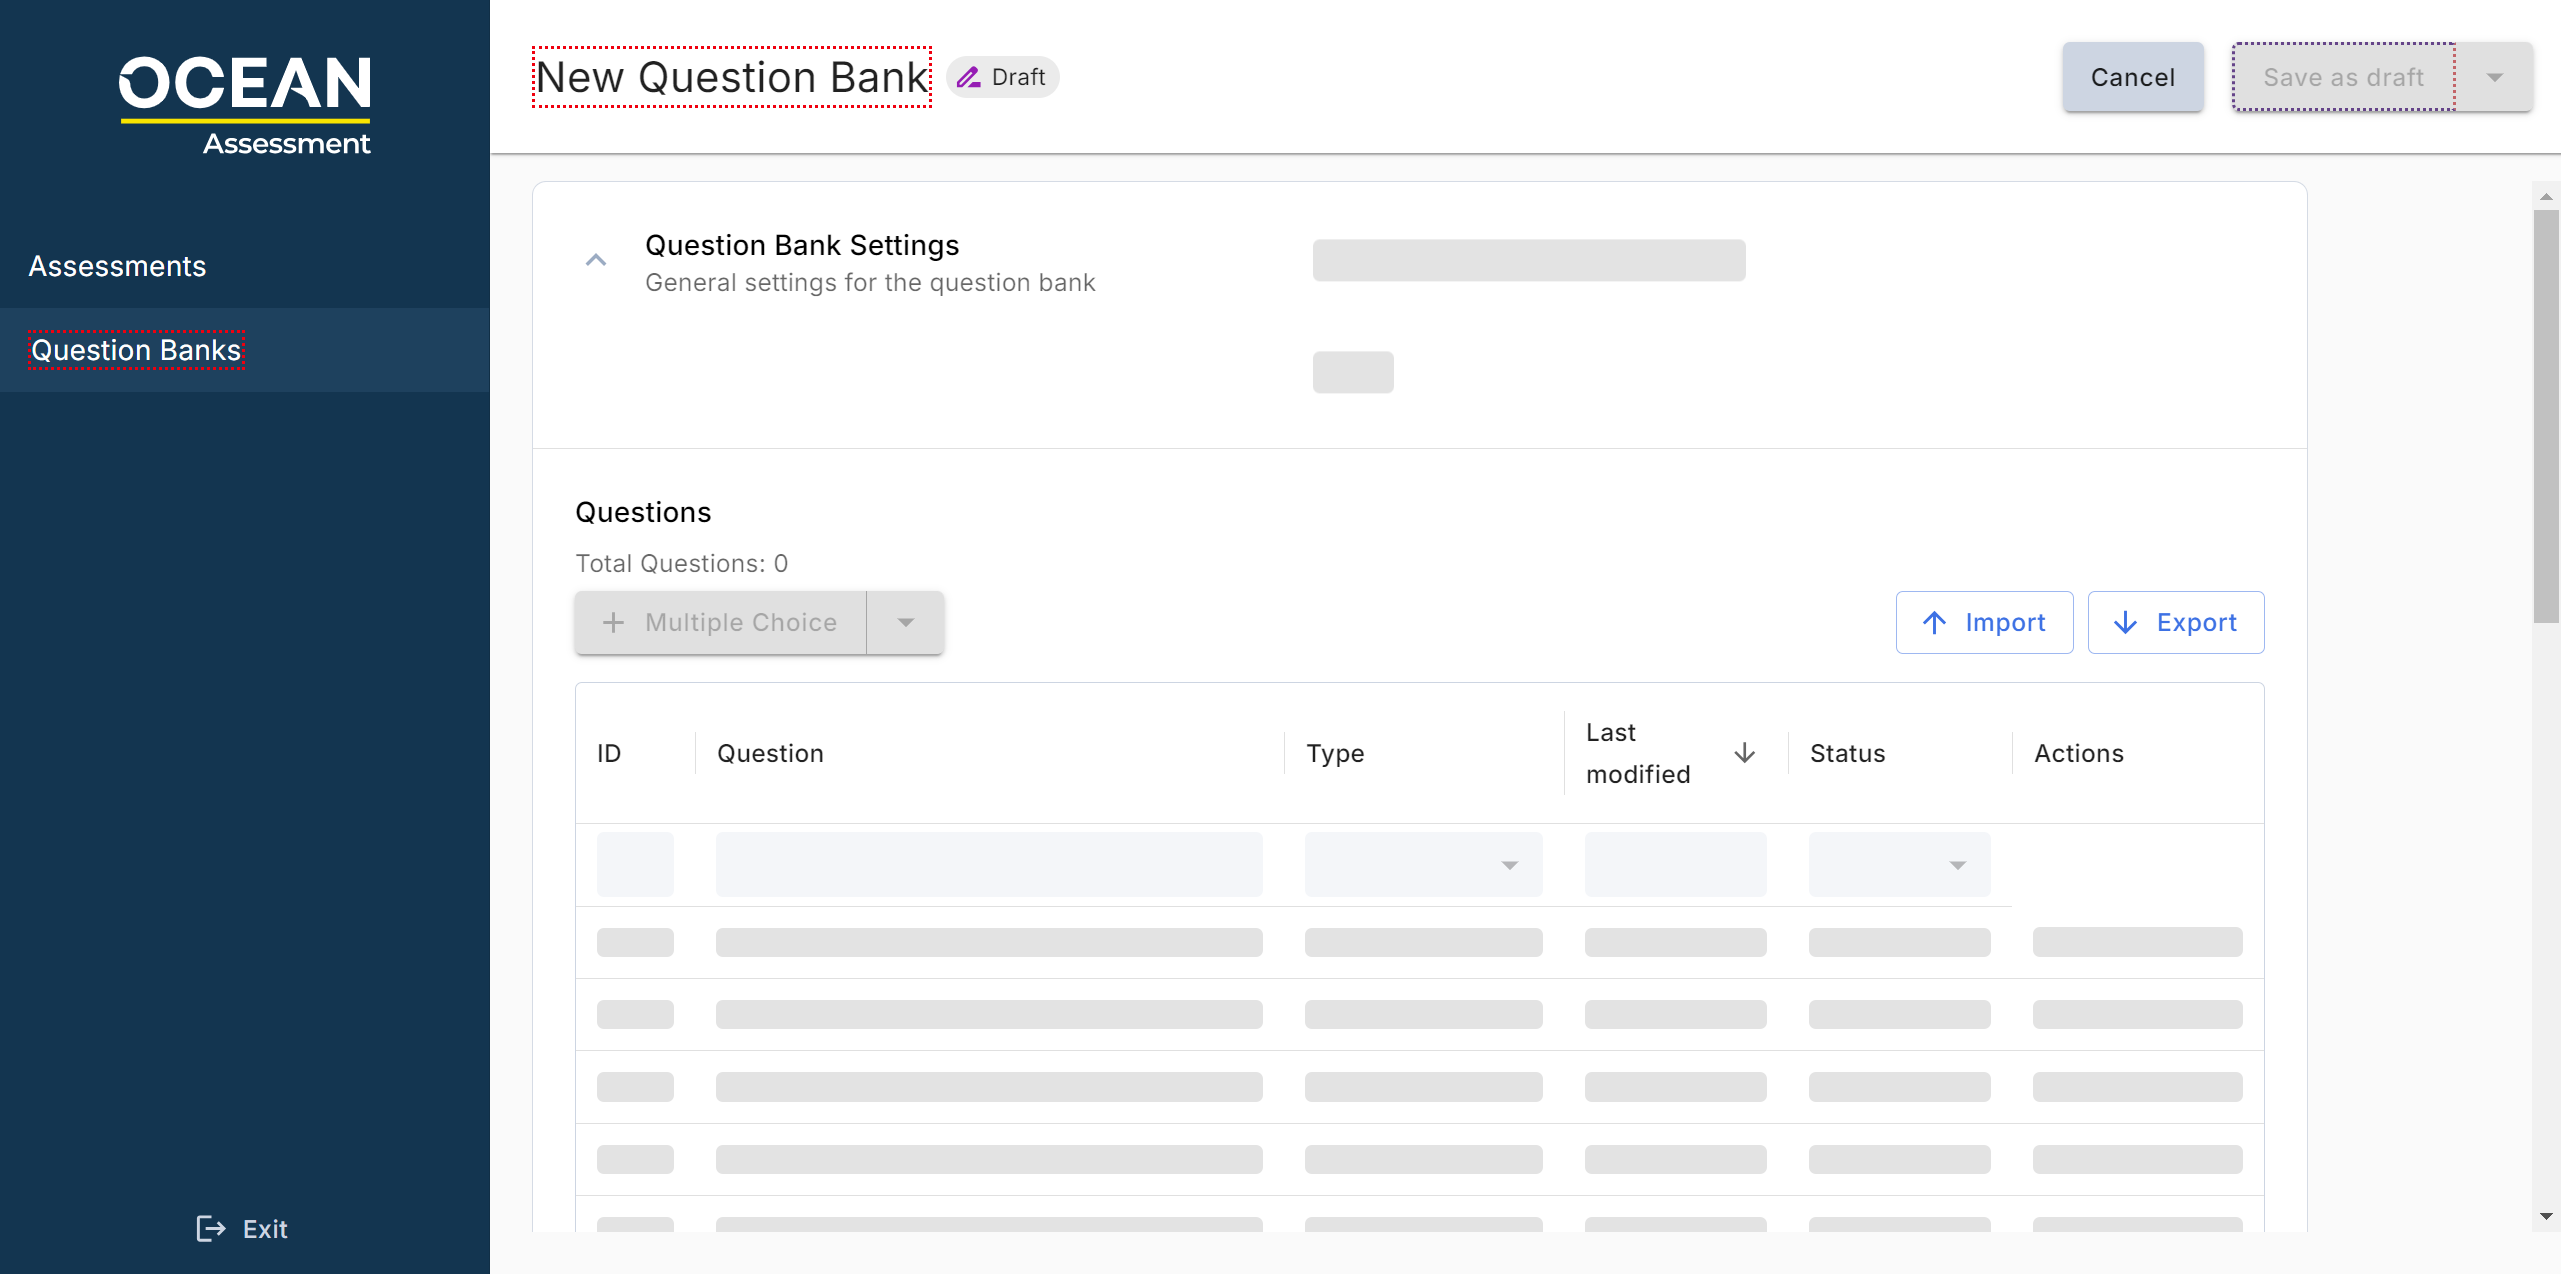 OCEAN
Assessment
Assessments
Question Banks
Exit
New Question Bank
Draft
Cancel
Save as draft
Question Bank Settings
General settings for the question bank
Questions
Total Questions: 0
Multiple Choice
Import
Export
ID
Question
Type
Last
modified
Status
Actions